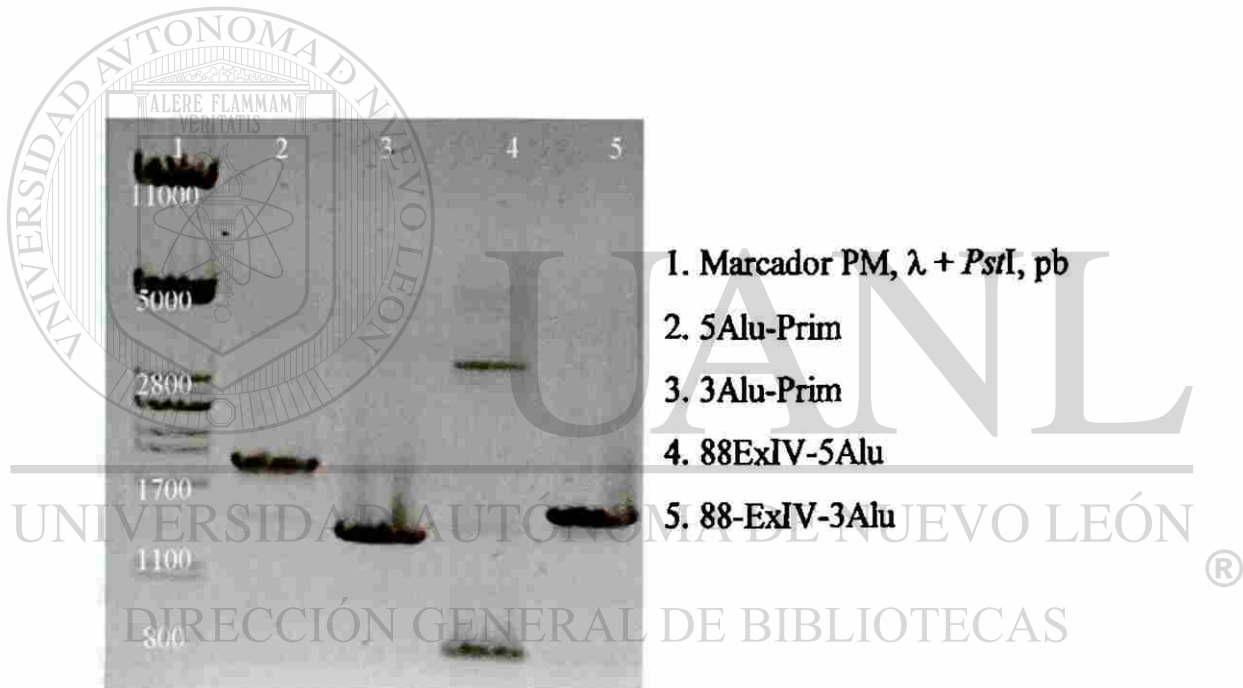 UNIVERSIDAD AVTONOMA DE NVEVO LEON
ALERE FLAMMAM
VERITATIS
1 2 3 4 5
11000
5000
2800
1700
1100
800
1. Marcador PM, λ + PstI, pb
2. 5Alu-Prim
3. 3Alu-Prim
4. 88ExIV-5Alu
5. 88-ExIV-3Alu
UANL
UNIVERSIDAD AUTÓNOMA DE NUEVO LEÓN
®
DIRECCIÓN GENERAL DE BIBLIOTECAS